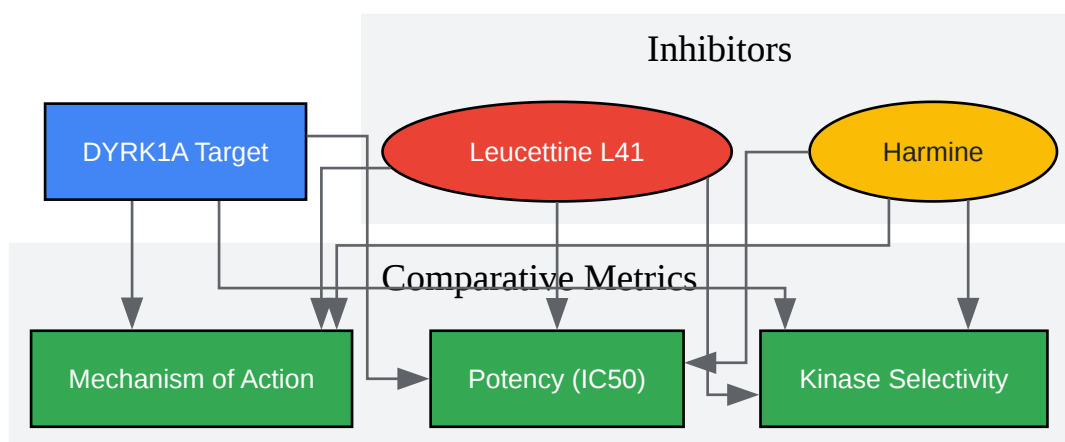 Inhibitors
DYRK1A Target
Leucettine L41
Harmine
Comparative Metrics
Mechanism of Action
Potency (IC50)
Kinase Selectivity